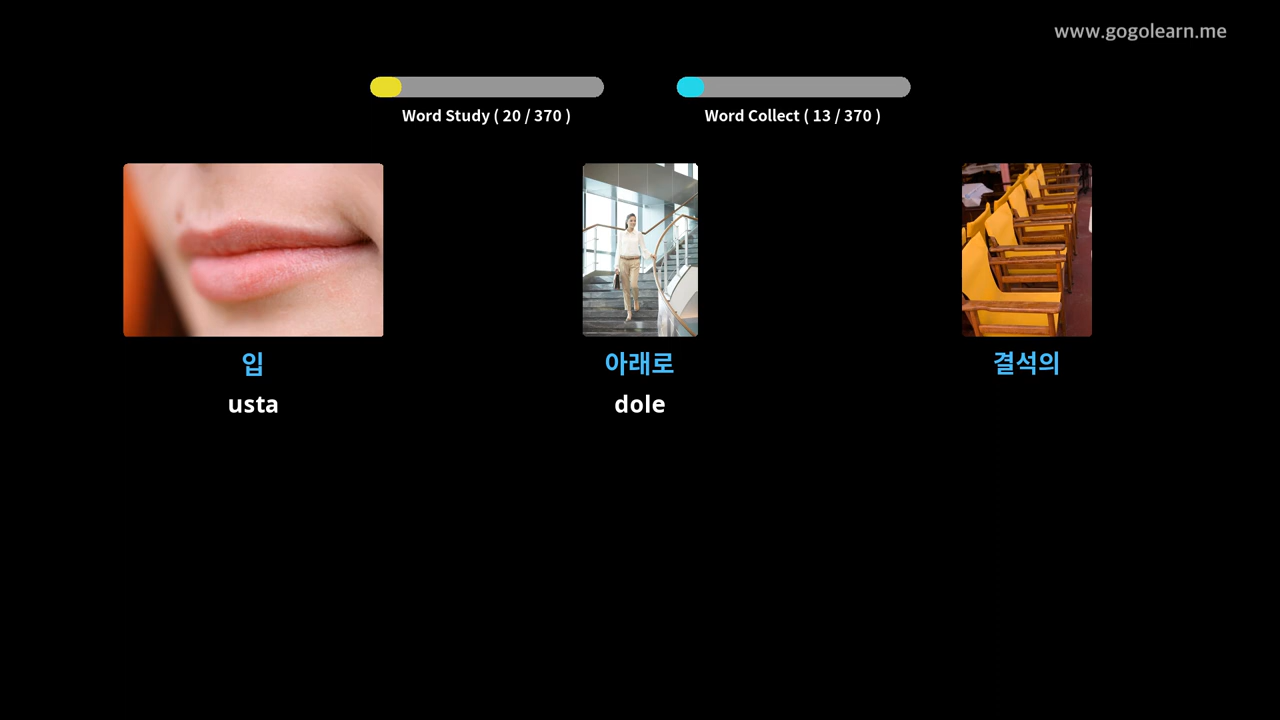 www.gogolearn.me
Word Study ( 20 / 370 )
Word Collect ( 13 / 370 )
입
아래로
결석의
usta
dole